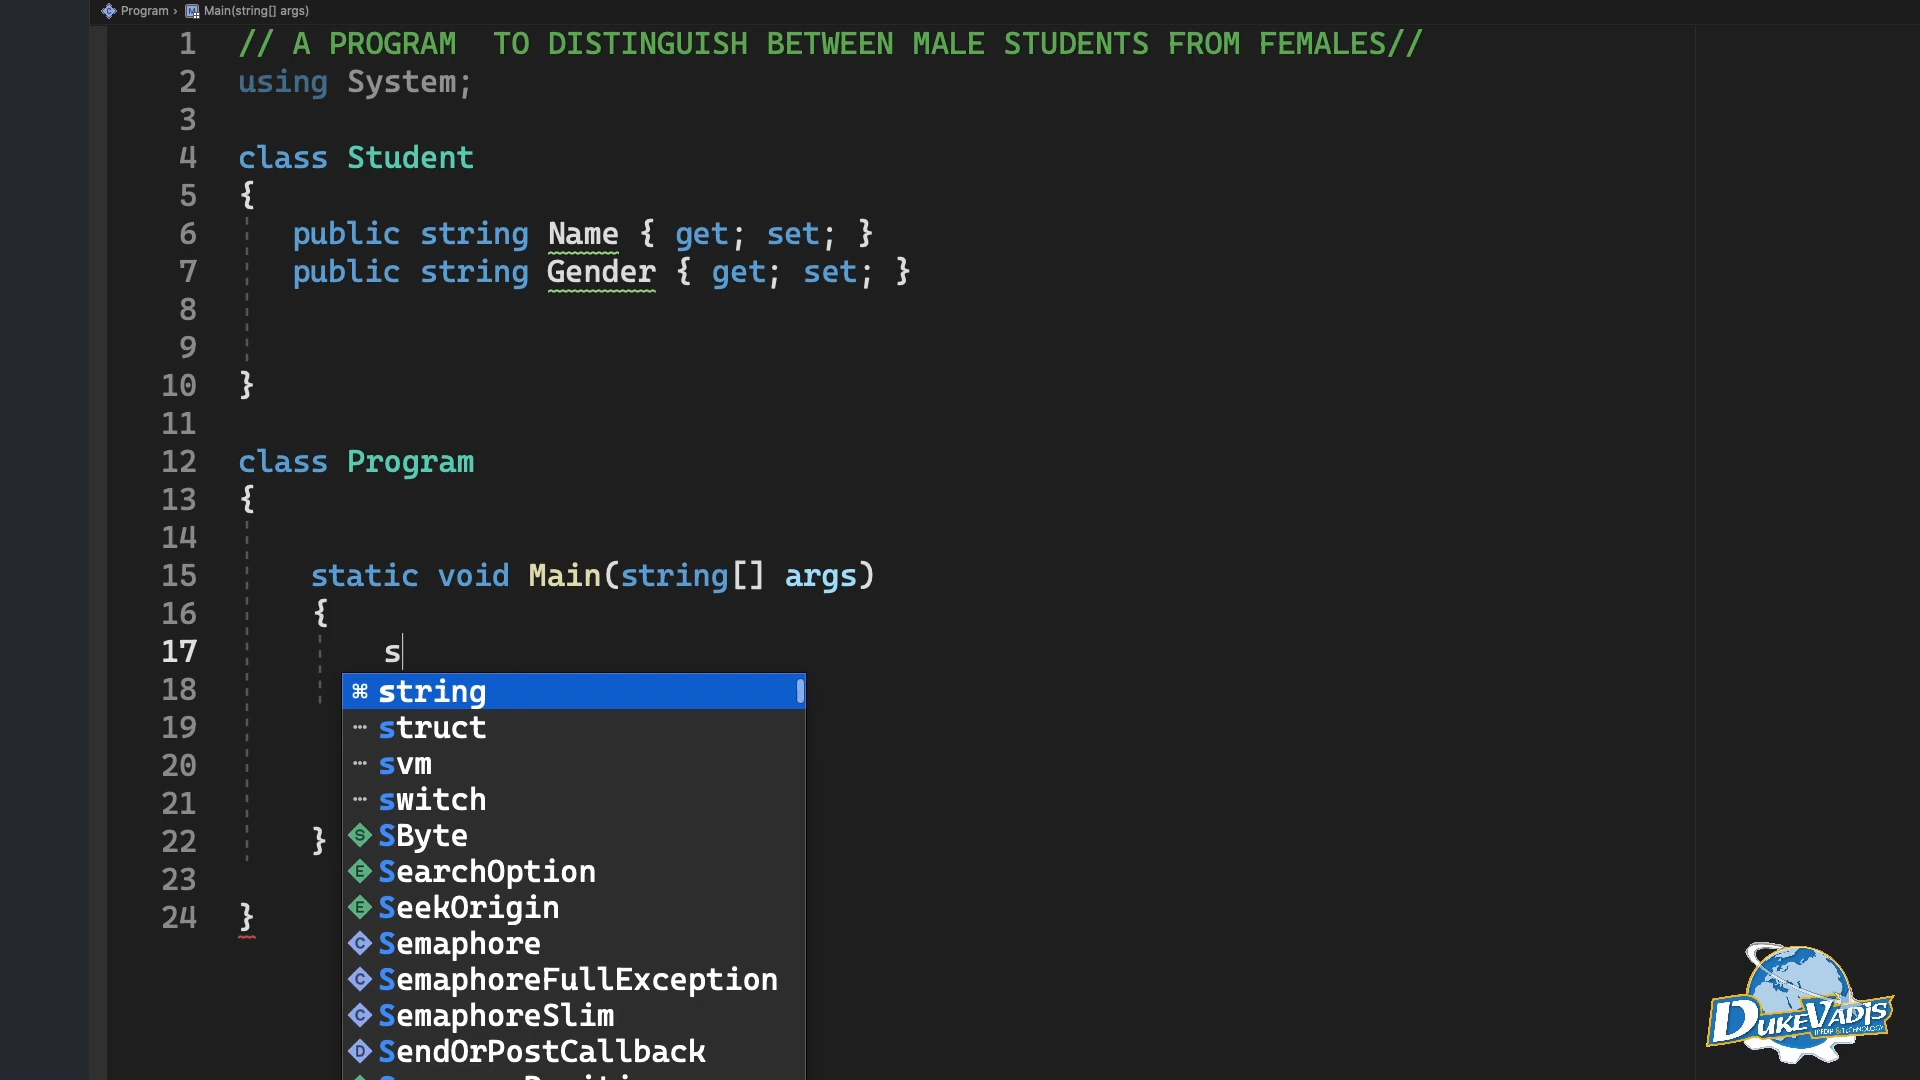 Program › Main(string[] args)
1 // A PROGRAM  TO DISTINGUISH BETWEEN MALE STUDENTS FROM FEMALES//
2 using System;
3
4 class Student
5 {
6 public string Name { get; set; }
7 public string Gender { get; set; }
8
9
10 }
11
12 class Program
13 {
14
15 static void Main(string[] args)
16 {
17 s
18
19
20
21
22 }
23
24 }
string
struct
svm
switch
SByte
SearchOption
SeekOrigin
Semaphore
SemaphoreFullException
SemaphoreSlim
SendOrPostCallback
DUKEVADIS
MEDIA & TECHNOLOGY